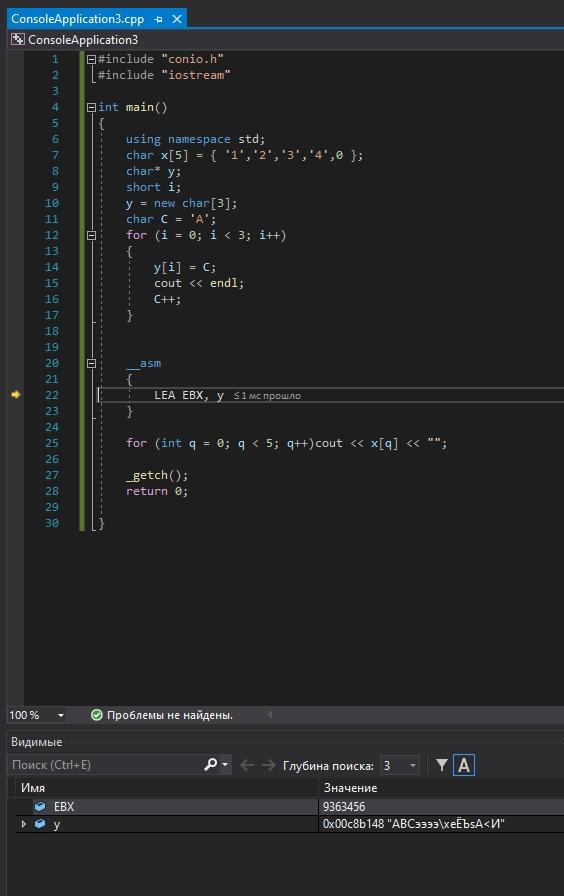 ConsoleApplication3.cpp
ConsoleApplication3
1 #include "conio.h"
2 #include "iostream"
3
4 int main()
5 {
6 using namespace std;
7 char x[5] = { '1','2','3','4',0 };
8 char* y;
9 short i;
10 y = new char[3];
11 char C = 'A';
12 for (i = 0; i < 3; i++)
13 {
14 y[i] = C;
15 cout << endl;
16 C++;
17 }
18
19
20 __asm
21 {
22 LEA EBX, y ≤1 мс прошло
23 }
24
25 for (int q = 0; q < 5; q++)cout << x[q] << "";
26
27 _getch();
28 return 0;
29
30 }
100 % Проблемы не найдены.
Видимые
Поиск (Ctrl+E) Глубина поиска: 3 A
Имя Значение
EBX 9363456
y 0x00c8b148 "ABCээээ\xeЁЪsА<Й"